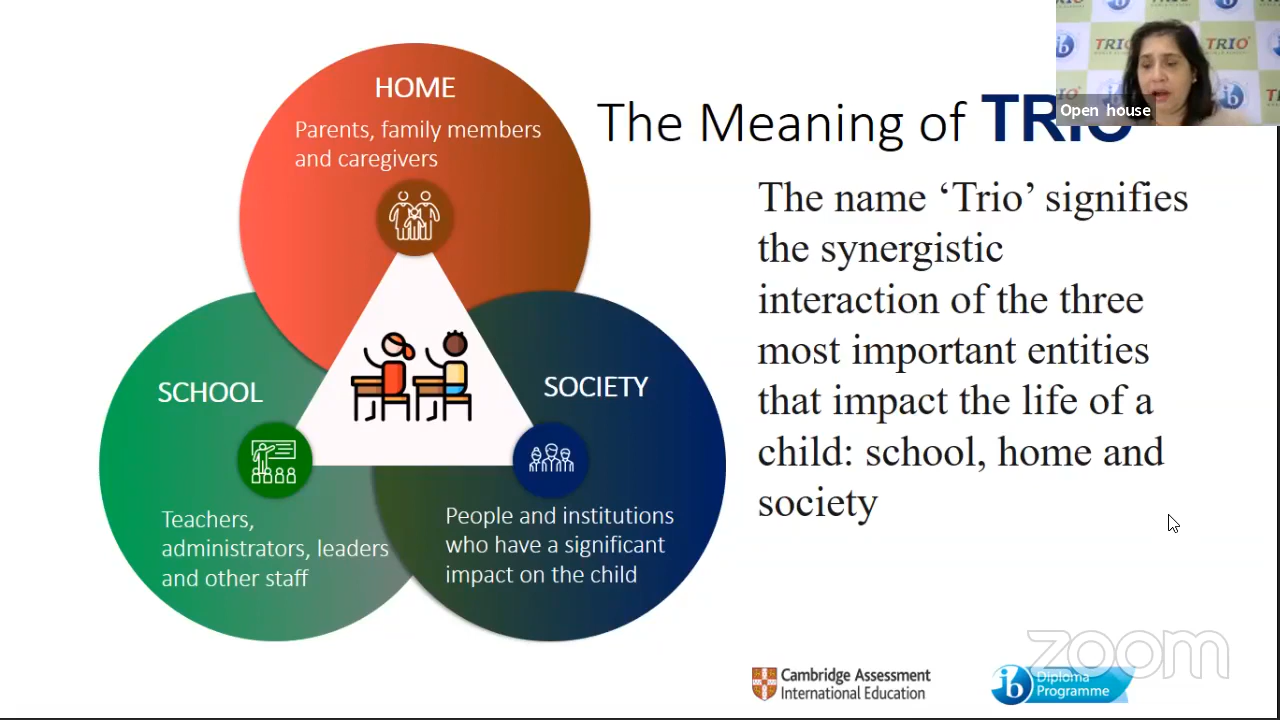 HOME
Parents, family members
and caregivers
The Meaning of TRIO
TRIO
TRIO
Open house
The name ‘Trio’ signifies
the synergistic
interaction of the three
most important entities
that impact the life of a
child: school, home and
society
SCHOOL
SOCIETY
Teachers,
administrators, leaders
and other staff
People and institutions
who have a significant
impact on the child
zoom
Cambridge Assessment
International Education
ib
Diploma
Programme